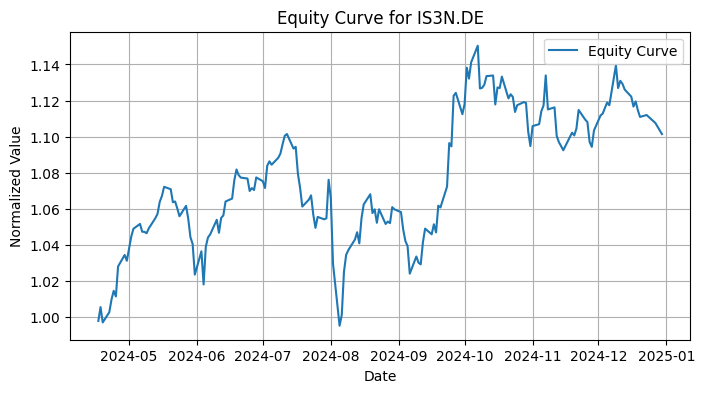 Equity Curve for IS3N.DE
Equity Curve
Normalized Value
1.14
1.12
1.10
1.08
1.06
1.04
1.02
1.00
2024-05 2024-06 2024-07 2024-08 2024-09 2024-10 2024-11 2024-12 2025-01
Date